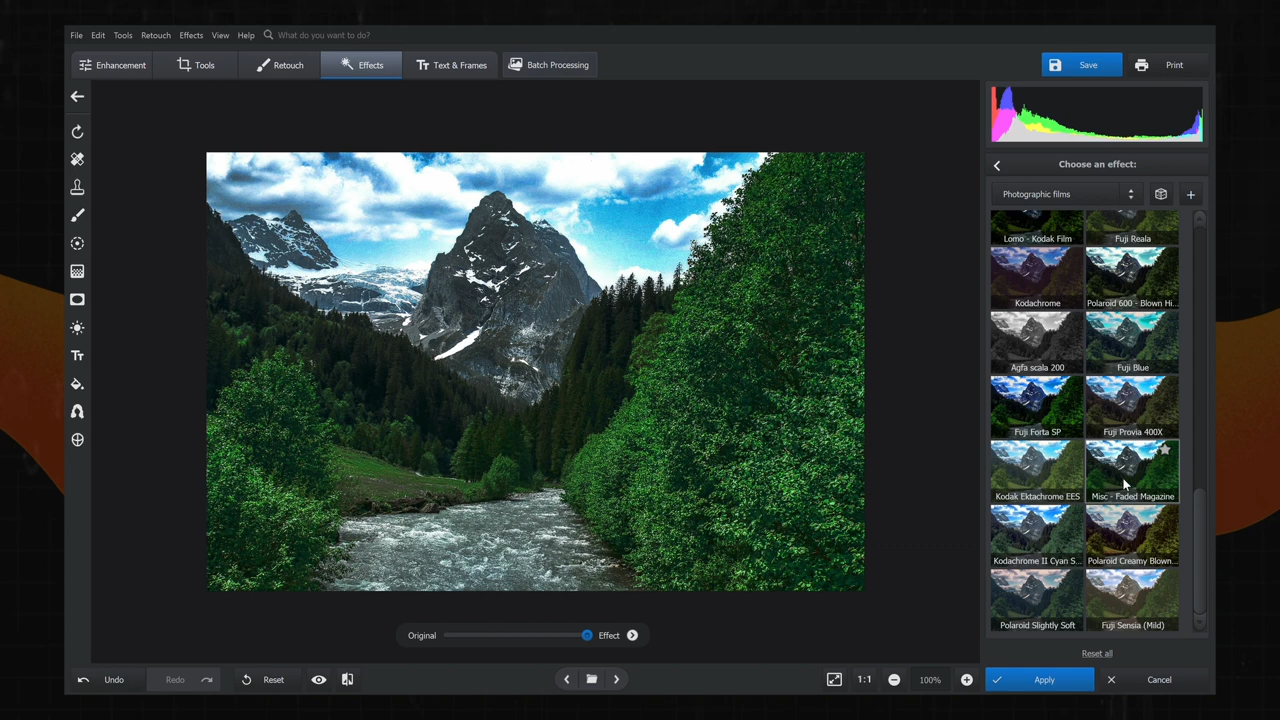 File Edit Tools Retouch Effects View Help What do you want to do?
Enhancement Tools Retouch Effects Text & Frames Batch Processing Save Print
Choose an effect:
Photographic films
Lomo - Kodak Film Fuji Reala
Kodachrome Polaroid 600 - Blown Hi...
Agfa scala 200 Fuji Blue
Fuji Forta SP Fuji Provia 400X
Kodak Ektachrome EES Misc - Faded Magazine
Kodachrome II Cyan S... Polaroid Creamy Blown...
Polaroid Slightly Soft Fuji Sensia (Mild)
Original Effect
Reset all
Undo Redo Reset 1:1 100% Apply Cancel